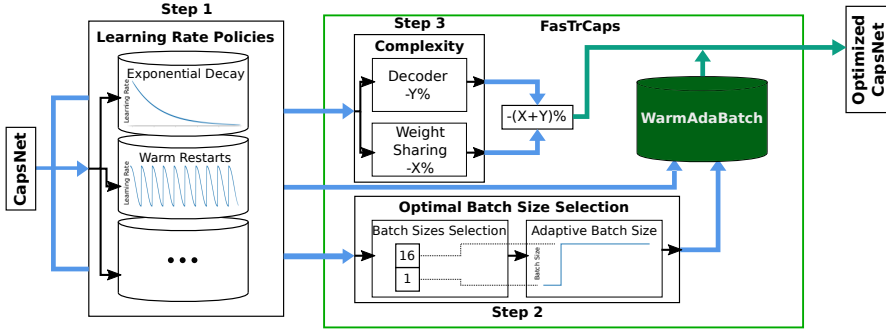 Step 1
Learning Rate Policies
Exponential Decay
Learning Rate
Warm Restarts
Learning Rate
•••
CapsNet
Step 3
Complexity
Decoder
-Y%
Weight
Sharing
-X%
-(X+Y)%
FasTrCaps
WarmAdaBatch
Optimal Batch Size Selection
Batch Sizes Selection
16
1
Adaptive Batch Size
Batch Size
Step 2
Optimized
CapsNet